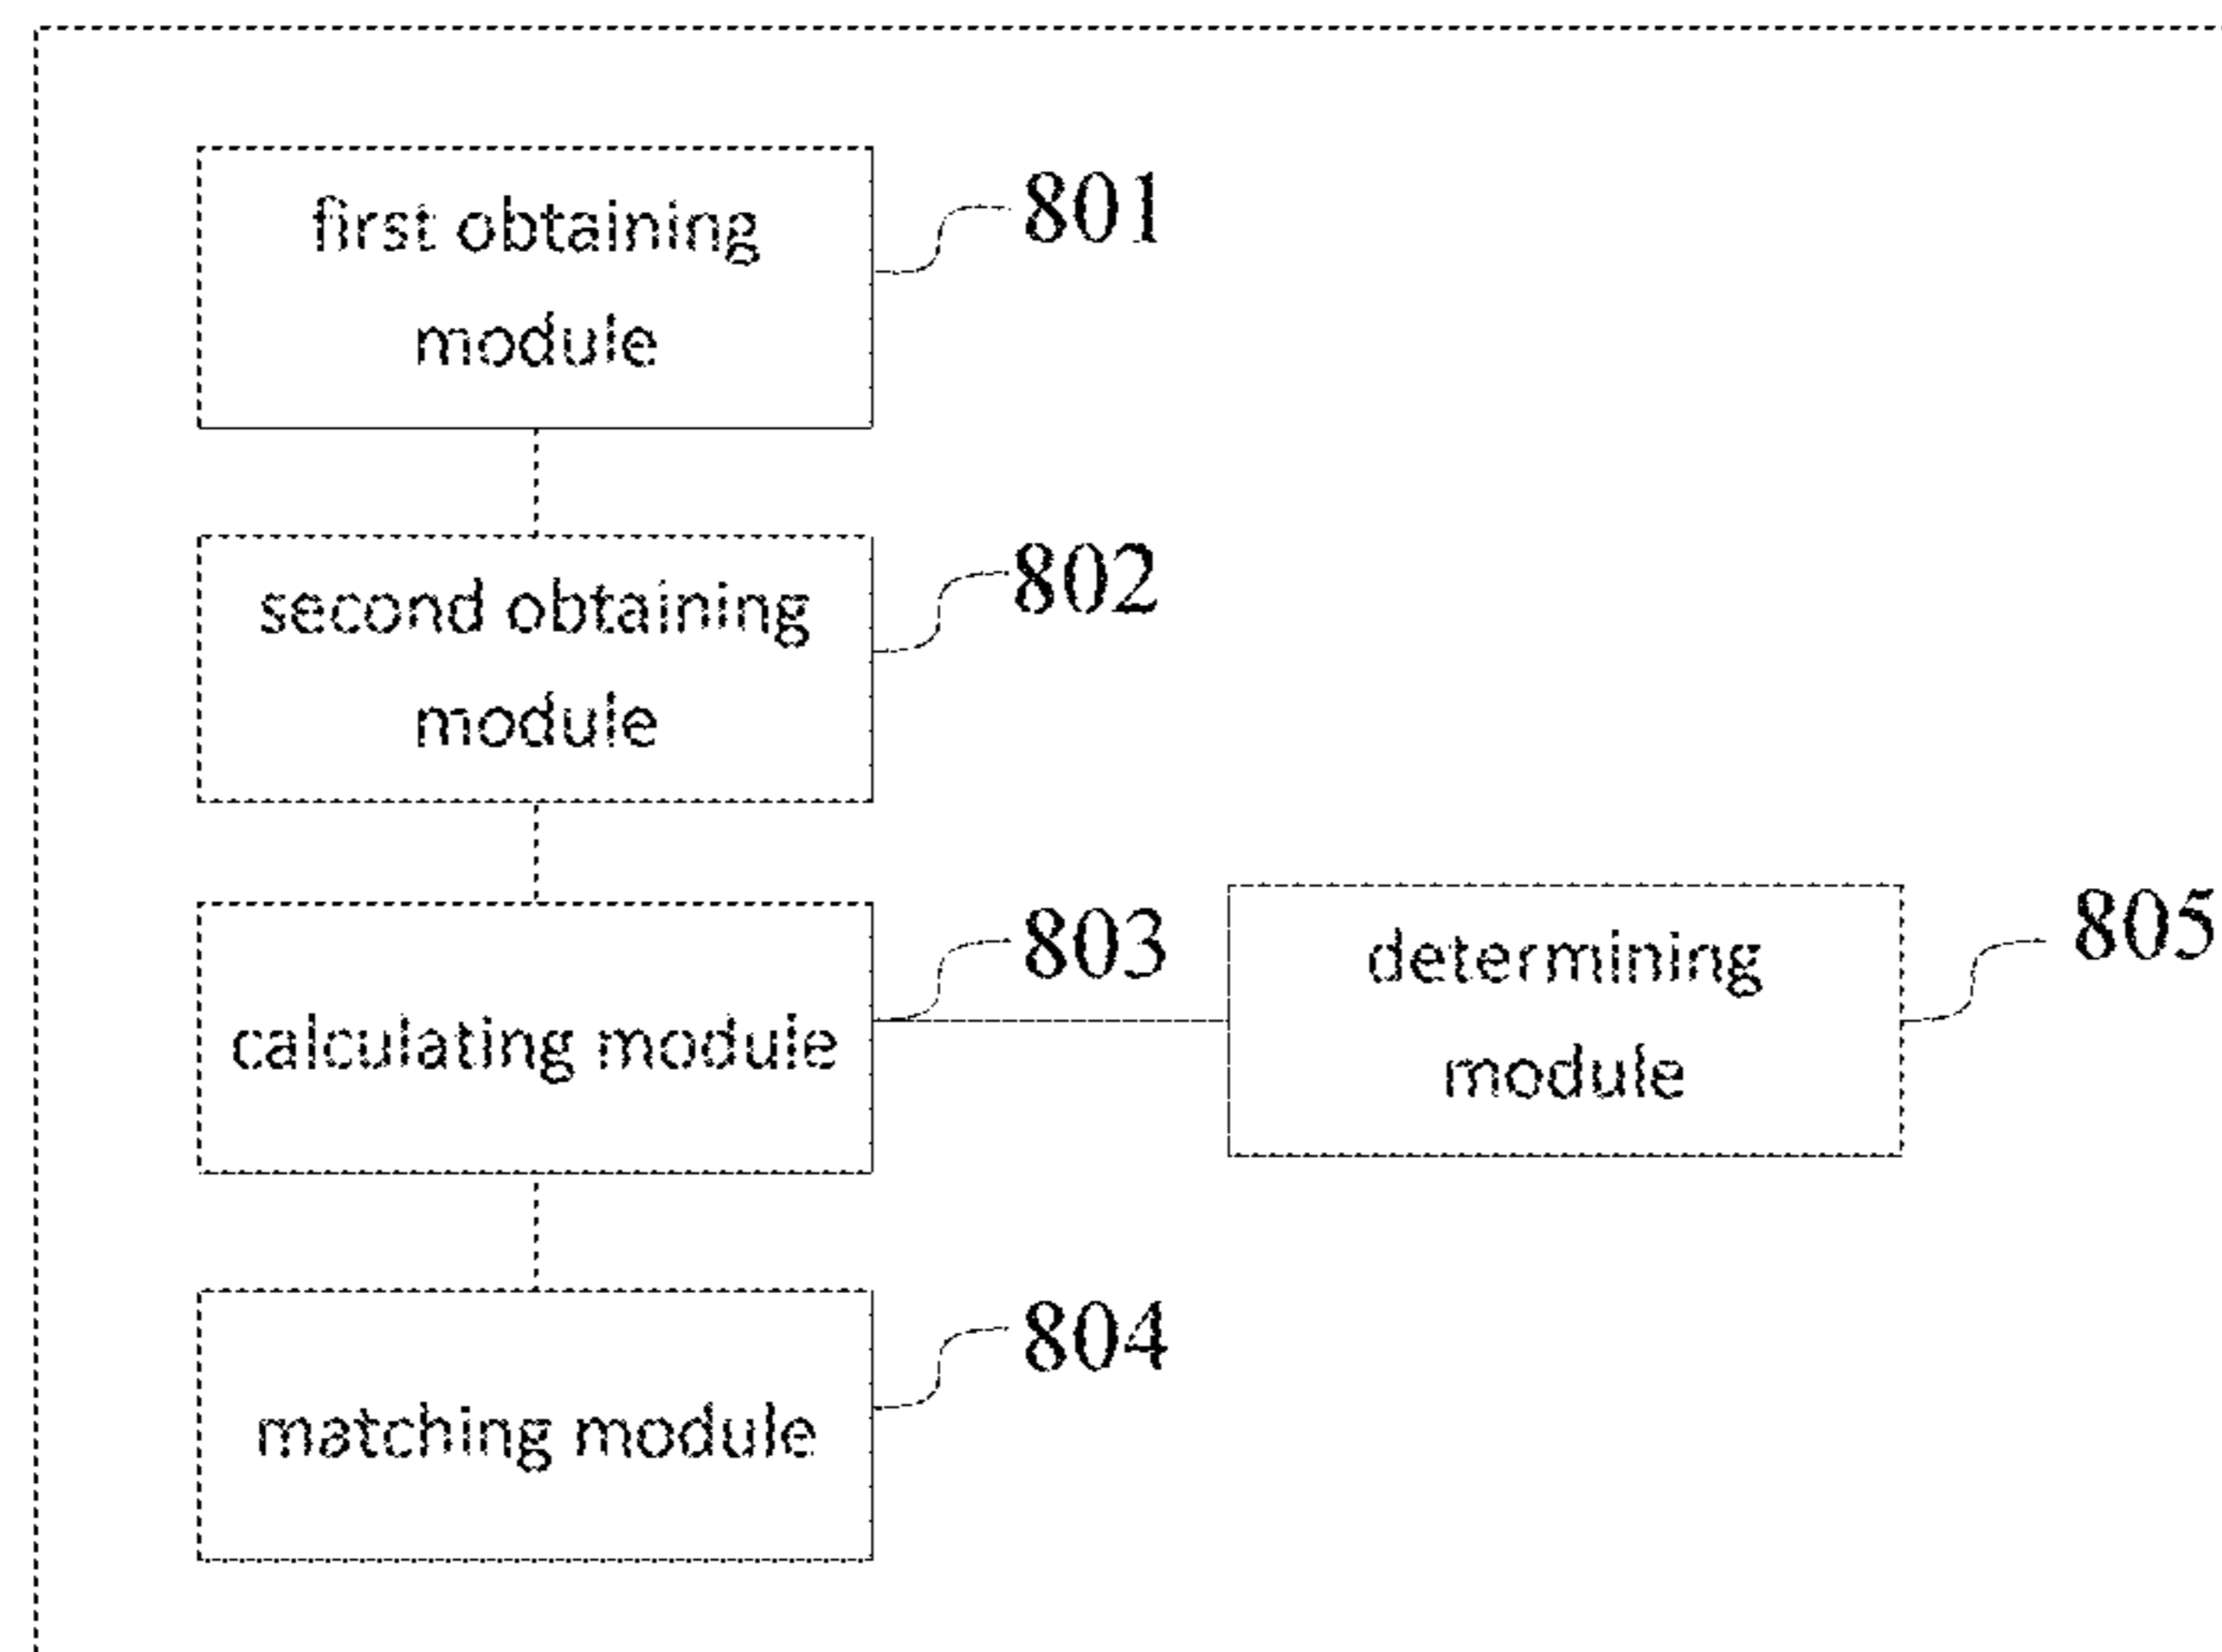 first obtaining
module
801
second obtaining
module
802
calculating module
803
determining
module
805
matching module
804